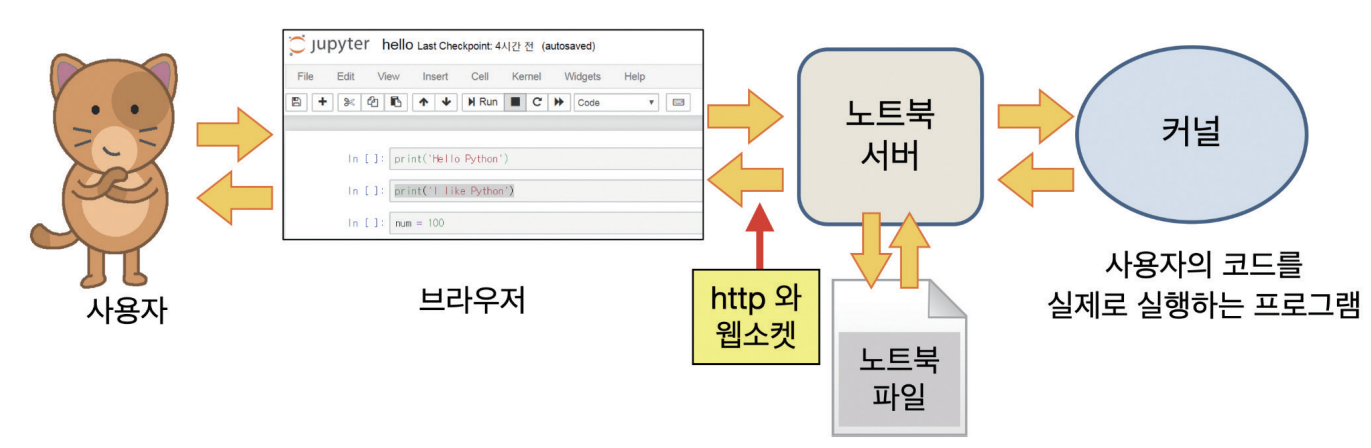 jupyter hello Last Checkpoint: 4시간 전 (autosaved)
File Edit View Insert Cell Kernel Widgets Help
Run Code
In [ ]: print('Hello Python')
In [ ]: print('I like Python')
In [ ]: num = 100
사용자
브라우저
http 와
웹소켓
노트북
서버
노트북
파일
커널
사용자의 코드를
실제로 실행하는 프로그램